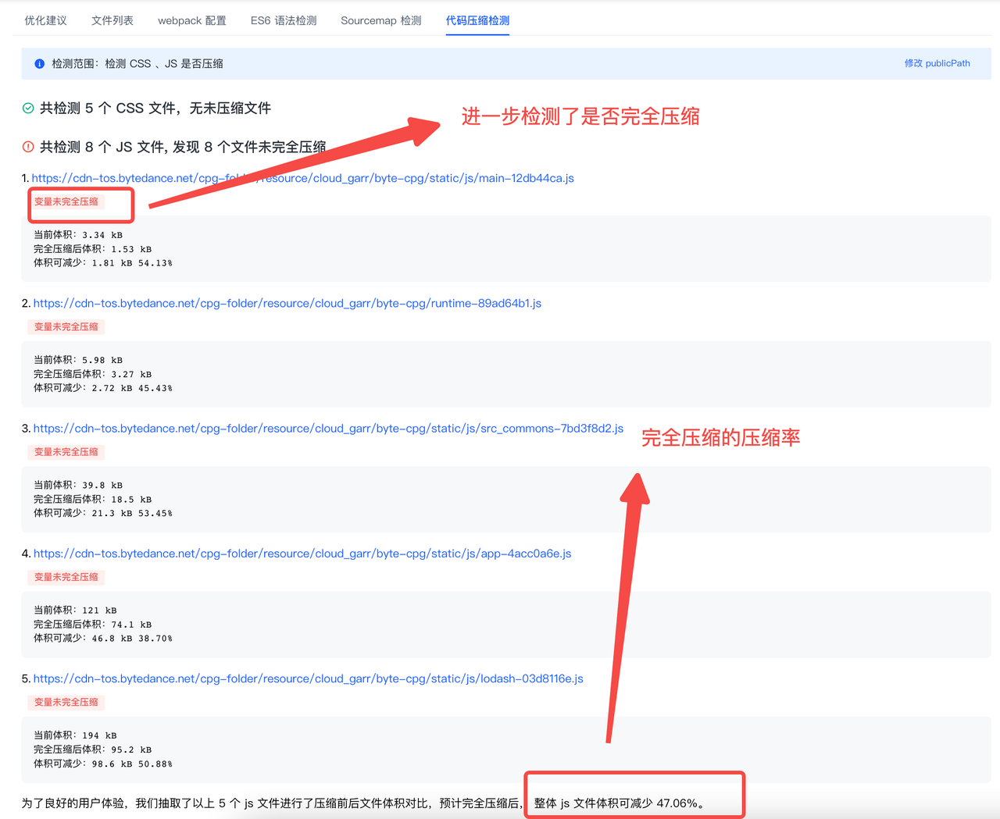 优化建议 文件列表 webpack 配置 ES6 语法检测 Sourcemap 检测 代码压缩检测
检测范围：检测 CSS 、JS 是否压缩 修改 publicPath
共检测 5 个 CSS 文件，无未压缩文件
进一步检测了是否完全压缩
共检测 8 个 JS 文件, 发现 8 个文件未完全压缩
1. https://cdn-tos.bytedance.net/cpg-folder/resource/cloud_garr/byte-cpg/static/js/main-12db44ca.js
变量未完全压缩
当前体积：3.34 kB
完全压缩后体积：1.53 kB
体积可减少：1.81 kB 54.13%
2. https://cdn-tos.bytedance.net/cpg-folder/resource/cloud_garr/byte-cpg/runtime-89ad64b1.js
变量未完全压缩
当前体积：5.98 kB
完全压缩后体积：3.27 kB
体积可减少：2.72 kB 45.43%
3. https://cdn-tos.bytedance.net/cpg-folder/resource/cloud_garr/byte-cpg/static/js/src_commons-7bd3f8d2.js
完全压缩的压缩率
变量未完全压缩
当前体积：39.8 kB
完全压缩后体积：18.5 kB
体积可减少：21.3 kB 53.45%
4. https://cdn-tos.bytedance.net/cpg-folder/resource/cloud_garr/byte-cpg/static/js/app-4acc0a6e.js
变量未完全压缩
当前体积：121 kB
完全压缩后体积：74.1 kB
体积可减少：46.8 kB 38.70%
5. https://cdn-tos.bytedance.net/cpg-folder/resource/cloud_garr/byte-cpg/static/js/lodash-03d8116e.js
变量未完全压缩
当前体积：194 kB
完全压缩后体积：95.2 kB
体积可减少：98.6 kB 50.88%
为了良好的用户体验，我们抽取了以上 5 个 js 文件进行了压缩前后文件体积对比，预计完全压缩后，整体 js 文件体积可减少 47.06%。